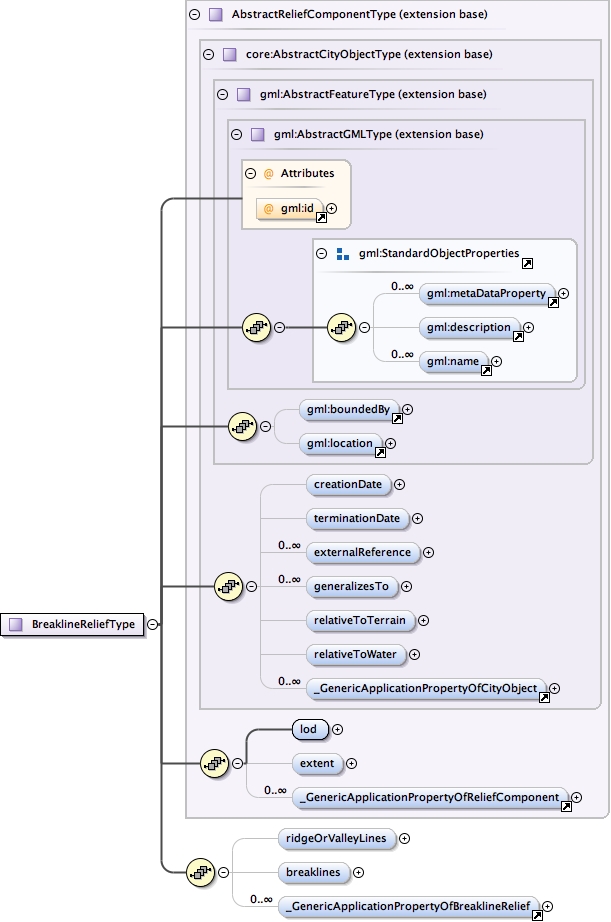 AbstractReliefComponentType (extension base)
core:AbstractCityObjectType (extension base)
gml:AbstractFeatureType (extension base)
gml:AbstractGMLType (extension base)
@ Attributes
@ gml:id
gml:StandardObjectProperties
0..∞
gml:metaDataProperty
gml:description
0..∞
gml:name
gml:boundedBy
gml:location
creationDate
terminationDate
0..∞
externalReference
0..∞
generalizesTo
relativeToTerrain
BreaklineReliefType
relativeToWater
0..∞
_GenericApplicationPropertyOfCityObject
lod
extent
0..∞
_GenericApplicationPropertyOfReliefComponent
ridgeOrValleyLines
breaklines
0..∞
_GenericApplicationPropertyOfBreaklineRelief